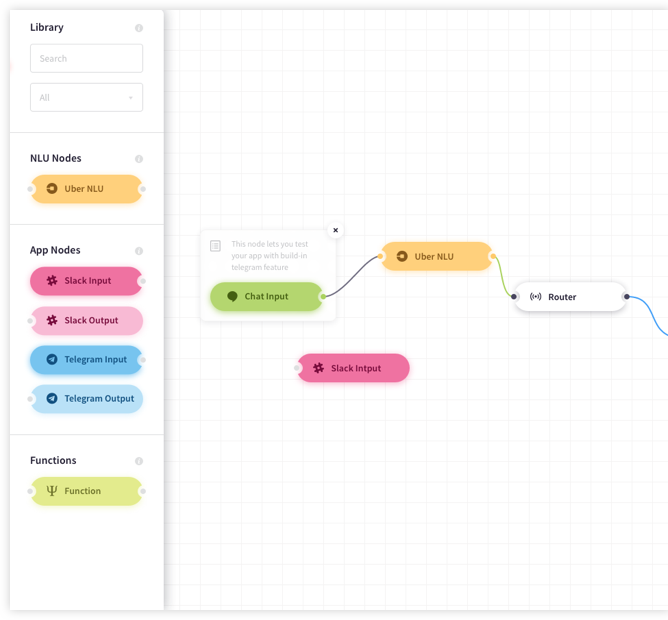 Library
Search
All
NLU Nodes
Uber NLU
App Nodes
Slack Input
Slack Output
Telegram Input
Telegram Output
Functions
Function
This node lets you test
your app with build-in
telegram feature
Chat Input
Uber NLU
Router
Slack Intput